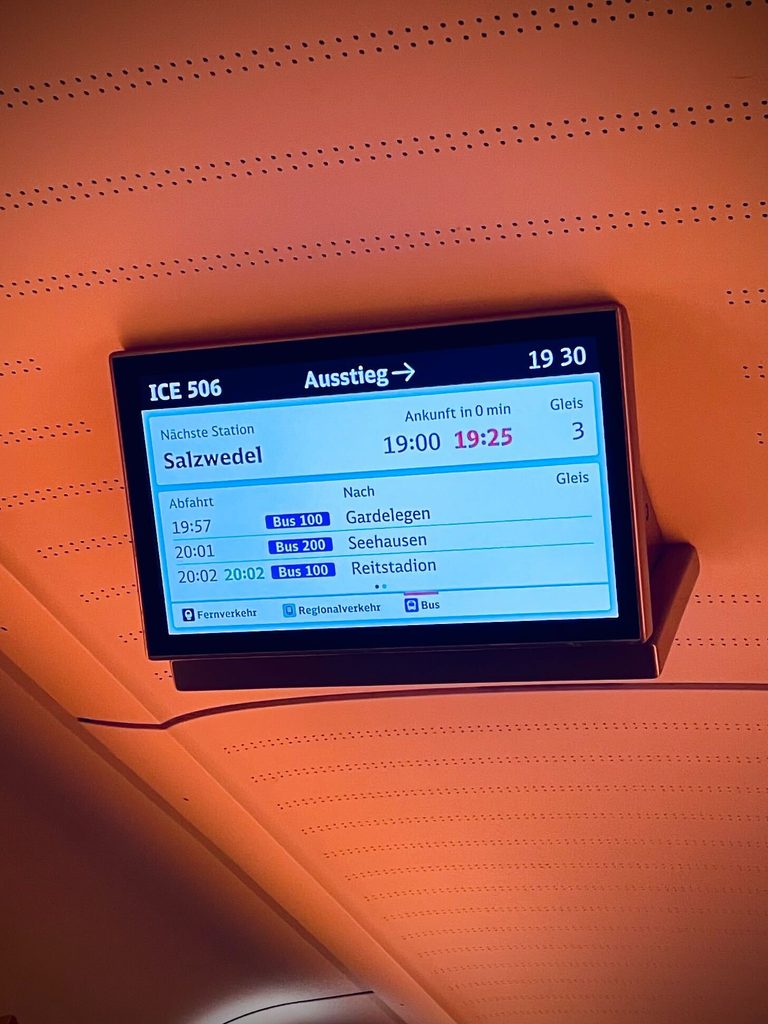 ICE 506 Ausstieg→ 19 30
Nächste Station Ankunft in 0 min Gleis
Salzwedel 19:00 19:25 3
Abfahrt Nach Gleis
19:57 Bus 100 Gardelegen
20:01 Bus 200 Seehausen
20:02 20:02 Bus 100 Reitstadion
Fernverkehr Regionalverkehr Bus